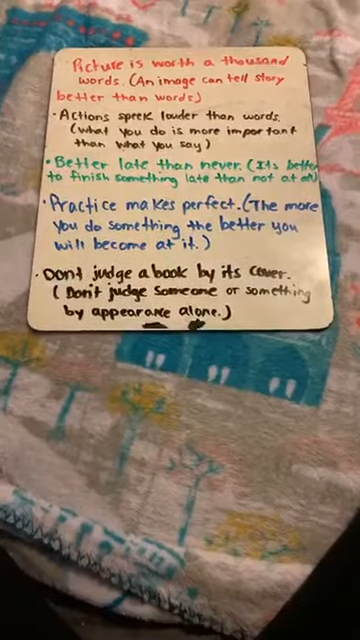 · Picture is worth a thousand
words. (An image can tell story
better than words)
· Actions speek louder than words.
(what you do is more important
than what you say)
· Better late than never. (Its better
to finish something late than not at all)
· Practice makes perfect. (The more
You do something the better you
will become at it.)
· Dont judge a book by its cover.
( Don't judge someone or something
by appearance alone.)